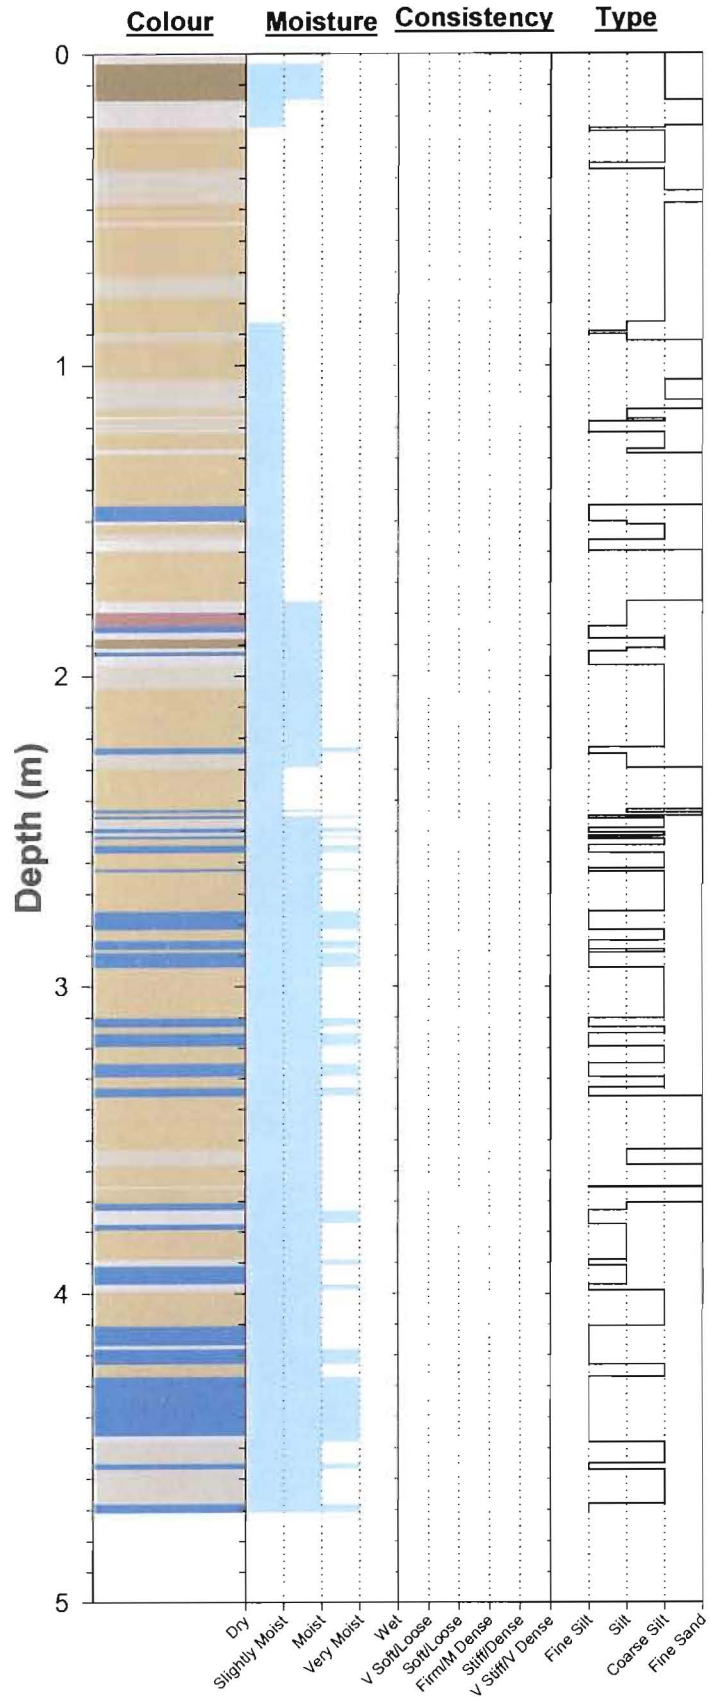 Colour Moisture Consistency Type
0
1
2
3
4
5
Depth (m)
Dry
Slightly Moist
Moist
Very Moist
Wet
V Soft/Loose
Soft/Loose
Firm/M Dense
Stiff/Dense
V Stiff/V Dense
Fine Silt
Silt
Coarse Silt
Fine Sand